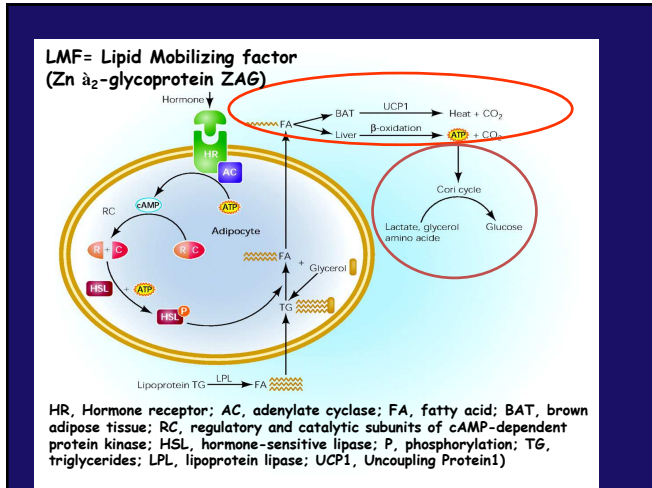 LMF= Lipid Mobilizing factor
(Zn à₂-glycoprotein ZAG)
Hormone
HR
AC
FA
BAT
UCP1
Heat + CO₂
Liver
β-oxidation
ATP + CO₂
Cori cycle
Lactate, glycerol
amino acide
Glucose
cAMP
ATP
RC
Adipocyte
R + C
R C
HSL
+ ATP
HSL
P
FA
+
Glycerol
TG
Lipoprotein TG
LPL
FA
HR, Hormone receptor; AC, adenylate cyclase; FA, fatty acid; BAT, brown
adipose tissue; RC, regulatory and catalytic subunits of cAMP-dependent
protein kinase; HSL, hormone-sensitive lipase; P, phosphorylation; TG,
triglycerides; LPL, lipoprotein lipase; UCP1, Uncoupling Protein1)